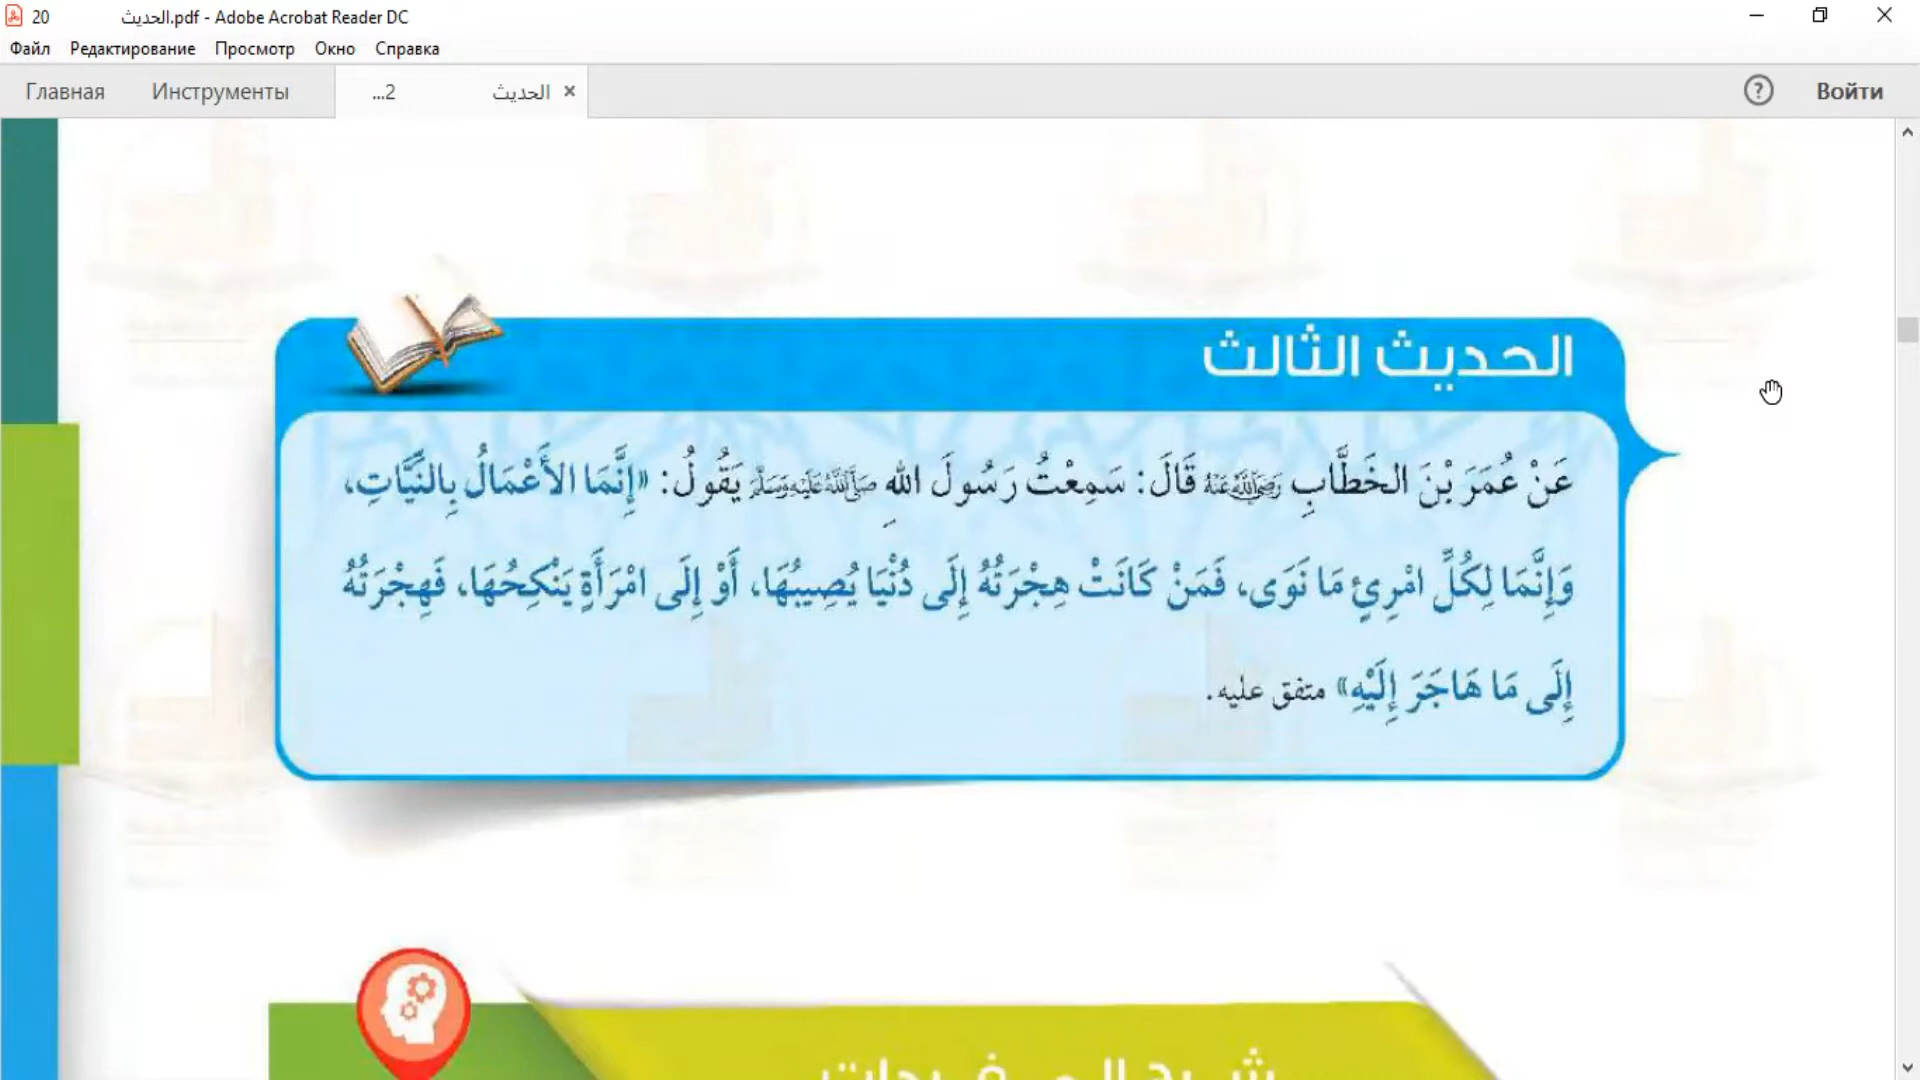 20 الحديث.pdf - Adobe Acrobat Reader DC
Файл Редактирование Просмотр Окно Справка
Главная Инструменты ...2 الحديث × ? Войти
الحديث الثالث
عَنْ عُمَرَ بْنَ الخَطَّابِ رَضِيَ اللَّهُ عَنْهُ قَالَ: سَمِعْتُ رَسُولَ اللهِ صَلَّى اللَّهُ عَلَيْهِ وَسَلَّمَ يَقُولُ: «إِنَّمَا الأَعْمَالُ بِالنِّيَّاتِ،
وَإِنَّمَا لِكُلِّ امْرِئٍ مَا نَوَى، فَمَنْ كَانَتْ هِجْرَتُهُ إِلَى دُنْيَا يُصِيبُهَا، أَوْ إِلَى امْرَأَةٍ يَنْكِحُهَا، فَهِجْرَتُهُ
إِلَى مَا هَاجَرَ إِلَيْهِ» متفق عليه.
شرح المفردات